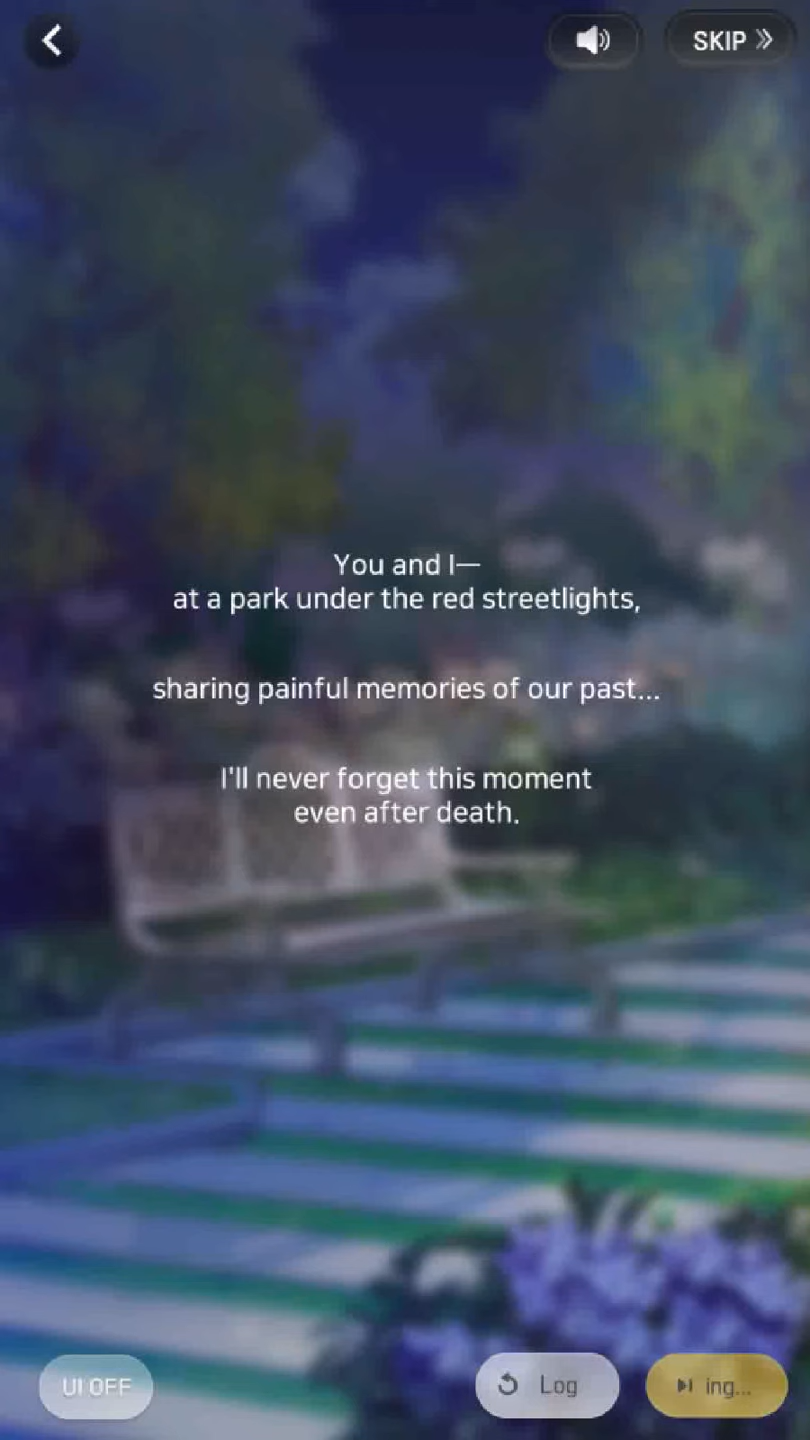 SKIP
You and I—
at a park under the red streetlights,
sharing painful memories of our past...
I'll never forget this moment
even after death.
UI OFF
Log
ing...